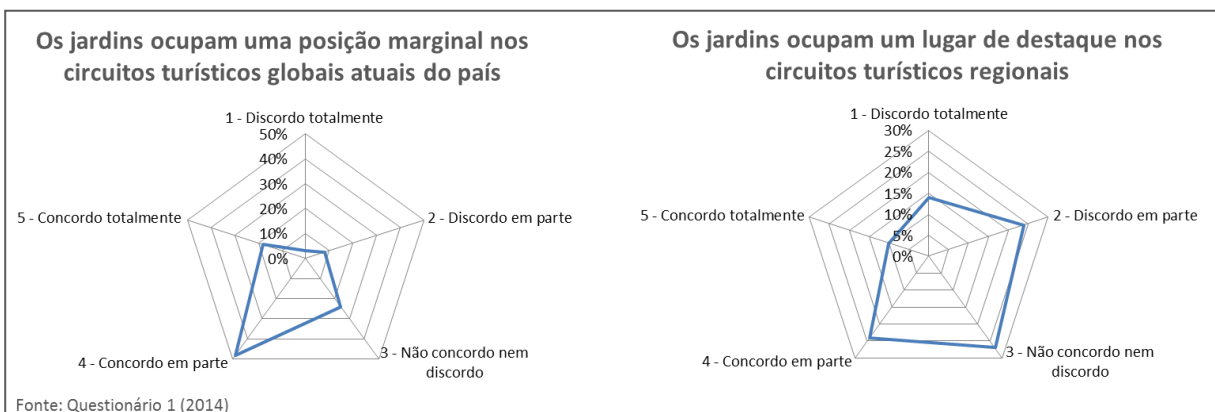 Os jardins ocupam uma posição marginal nos
circuitos turísticos globais atuais do país
1 - Discordo totalmente
50%
40%
30%
20%
10%
0%
5 - Concordo totalmente
2 - Discordo em parte
4 - Concordo em parte
3 - Não concordo nem
discordo
Os jardins ocupam um lugar de destaque nos
circuitos turísticos regionais
1 - Discordo totalmente
30%
25%
20%
15%
10%
5%
0%
5 - Concordo totalmente
2 - Discordo em parte
4 - Concordo em parte
3 - Não concordo nem
discordo
Fonte: Questionário 1 (2014)